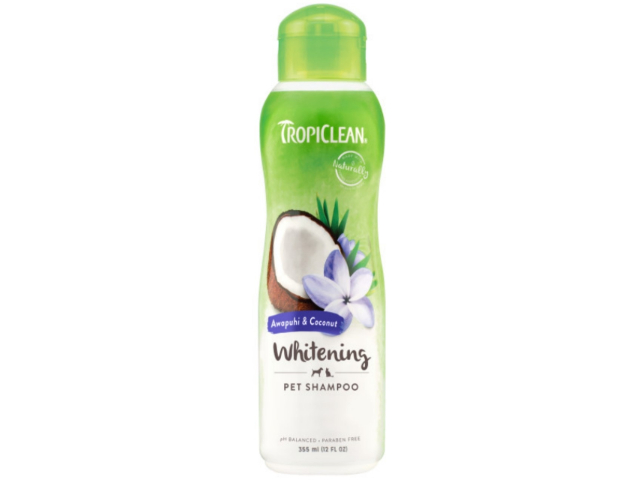 TROPICLEAN®
Naturally
Awapuhi & Coconut
Whitening
PET SHAMPOO
pH BALANCED / PARABEN FREE
355 ml (12 FL OZ)